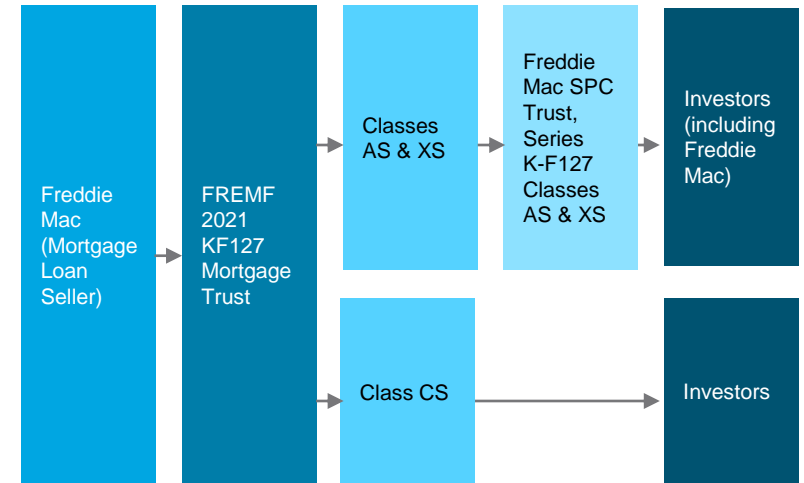 Freddie
Mac
(Mortgage
Loan
Seller)
FREMF
2021
KF127
Mortgage
Trust
Classes
AS & XS
Freddie
Mac SPC
Trust,
Series
K-F127
Classes
AS & XS
Investors
(including
Freddie
Mac)
Class CS
Investors